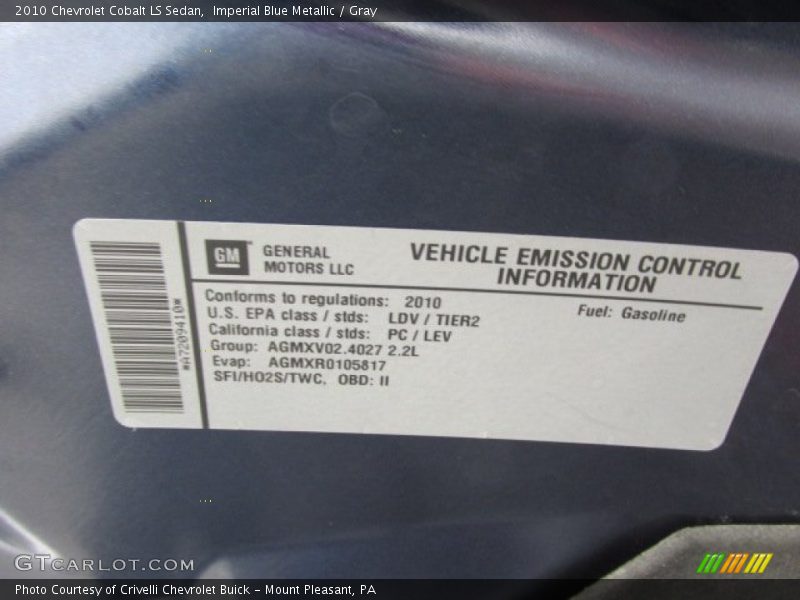 2010 Chevrolet Cobalt LS Sedan, Imperial Blue Metallic / Gray
GM GENERAL
MOTORS LLC
VEHICLE EMISSION CONTROL
INFORMATION
Conforms to regulations: 2010
Fuel: Gasoline
U.S. EPA class / stds: LDV / TIER2
California class / stds: PC / LEV
Group: AGMXV02.4027 2.2L
Evap: AGMXR0105817
SFI/HO2S/TWC, OBD: II
*A7209410*
GTCARLOT.COM
Photo Courtesy of Crivelli Chevrolet Buick - Mount Pleasant, PA